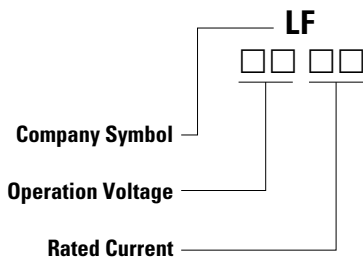 LF
□□ □□
Company Symbol
Operation Voltage
Rated Current